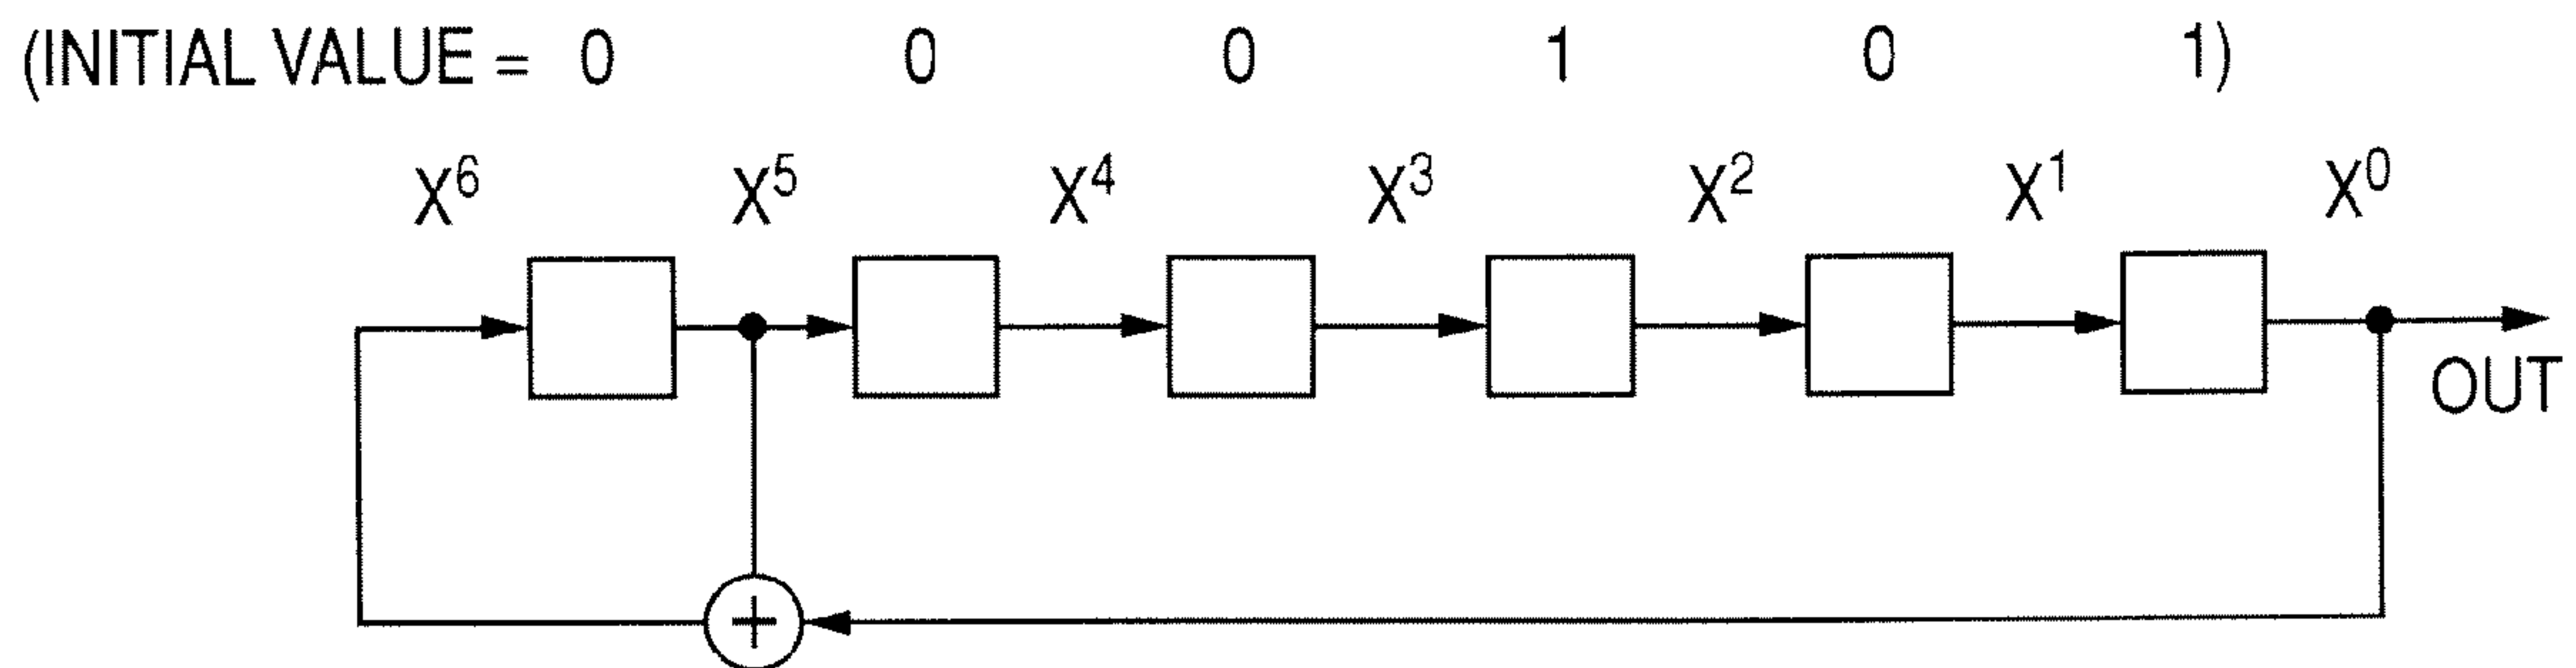 (INITIAL VALUE = 0 0 0 1 0 1)
X⁶ X⁵ X⁴ X³ X² X¹ X⁰
OUT
+